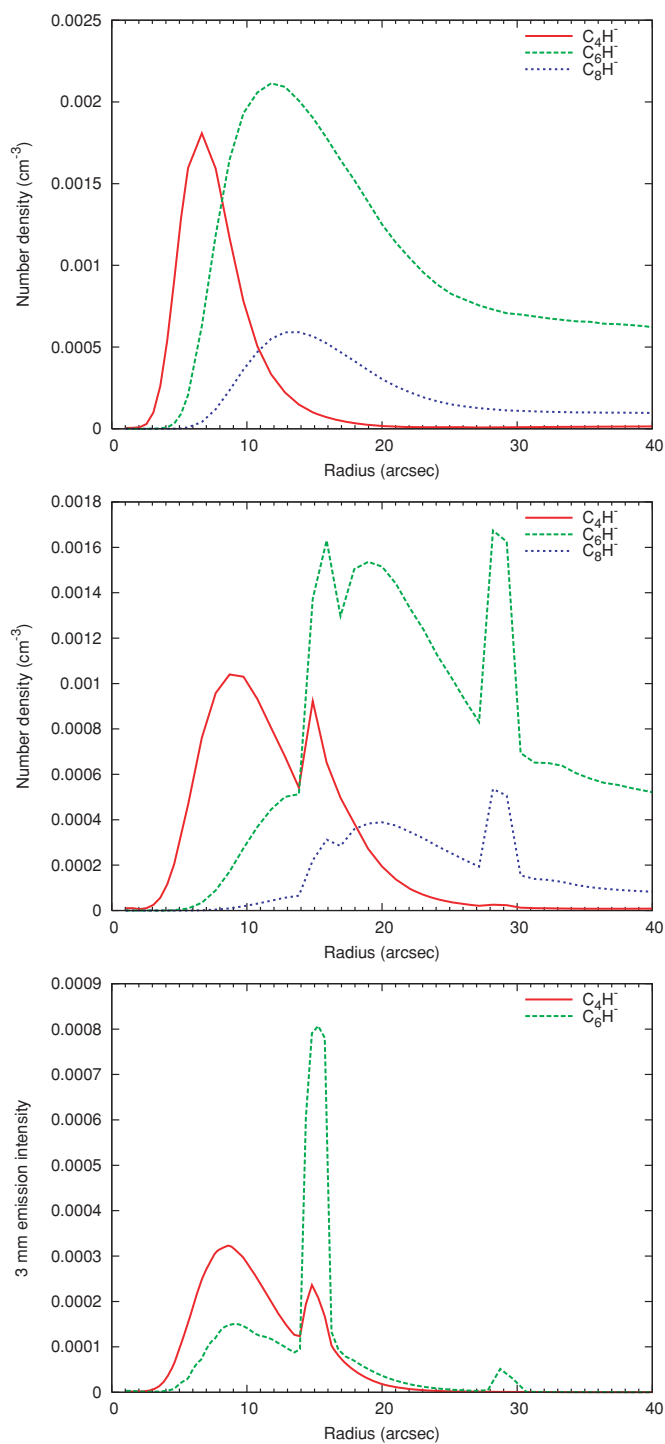 0.0025
0.002
0.0015
0.001
0.0005
0
Number density (cm⁻³)
C₄H⁻
C₆H⁻
C₈H⁻
0 10 20 30 40
Radius (arcsec)
0.0018
0.0016
0.0014
0.0012
0.001
0.0008
0.0006
0.0004
0.0002
0
Number density (cm⁻³)
C₄H⁻
C₆H⁻
C₈H⁻
0 10 20 30 40
Radius (arcsec)
0.0009
0.0008
0.0007
0.0006
0.0005
0.0004
0.0003
0.0002
0.0001
0
3 mm emission intensity
C₄H⁻
C₆H⁻
0 10 20 30 40
Radius (arcsec)